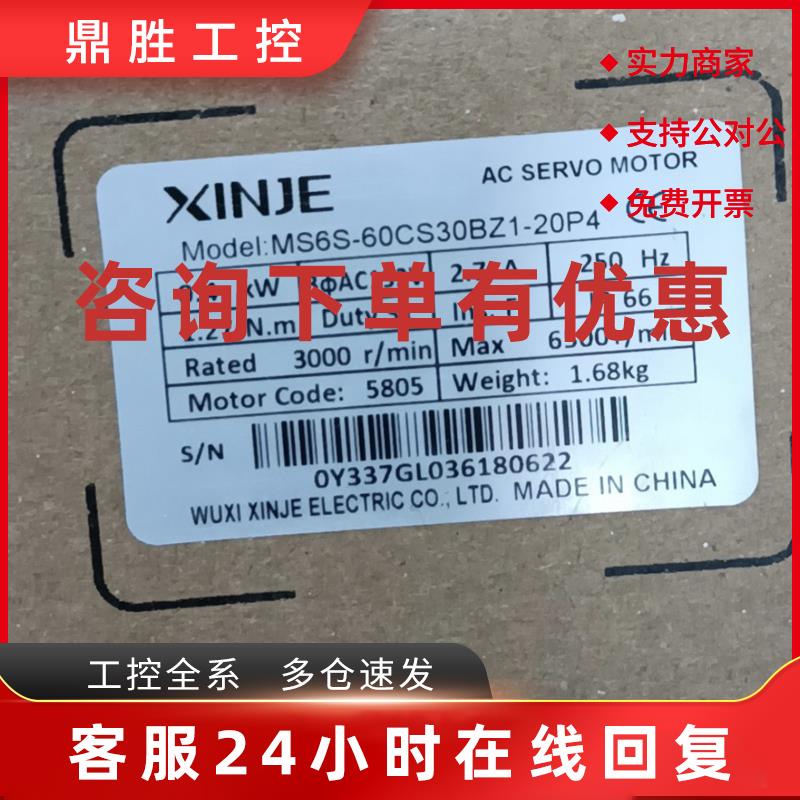 鼎胜工控
实力商家
支持公对公
免费开票
XINJE
AC SERVO MOTOR
CE
Model:MS6S-60CS30BZ1-20P4
250 Hz
N.m Duty
66
Rated 3000 r/min Max
Motor Code: 5805 Weight: 1.68kg
咨询下单有优惠
S/N
0Y337GL036180622
WUXI XINJE ELECTRIC CO., LTD. MADE IN CHINA
工控全系 多仓速发
客服24小时在线回复